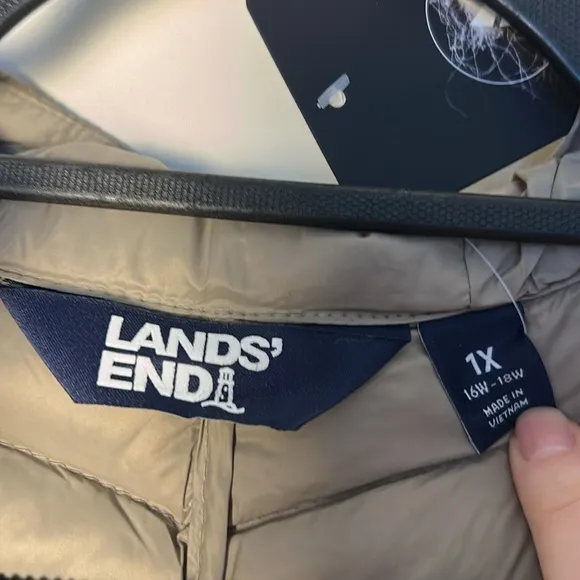 LANDS'
END
1X
16W-18W
MADE IN
VIETNAM